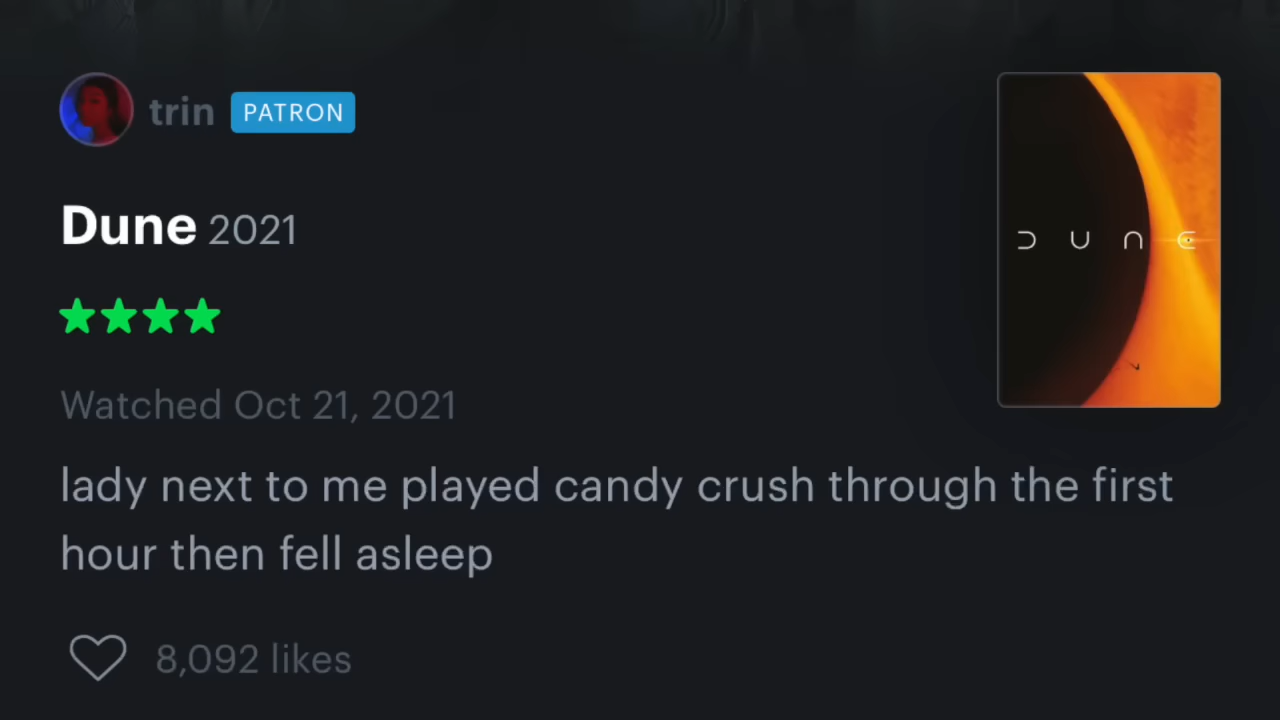 trin PATRON
Dune 2021
Watched Oct 21, 2021
lady next to me played candy crush through the first
hour then fell asleep
8,092 likes
DUNE